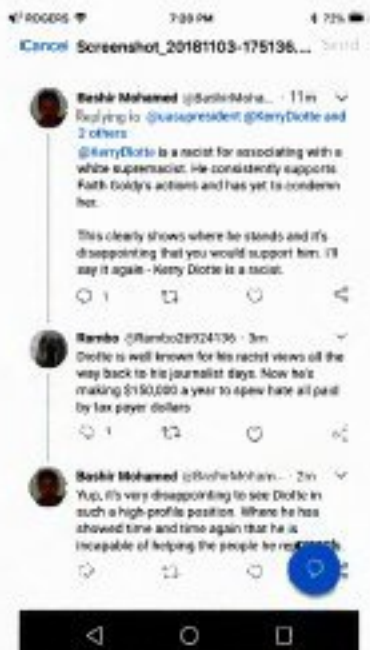 ROGERS 7:28 PM 72%
Cancel Screenshot_20181103-175136.... Send
Bashir Mohamed @BashirMoha... · 11m
Replying to @uasupresident @KerryDiotte and
2 others
@KerryDiotte is a racist for associating with a
white supremacist. He consistently supports
Faith Goldy's actions and has yet to condemn
her.
This clearly shows where he stands and it's
disappointing that you would support him. I'll
say it again - Kerry Diotte is a racist.
1
Rambo @Rambo26924136 · 3m
Diotte is well known for his racist views all the
way back to his journalist days. Now he's
making $150,000 a year to spew hate all paid
by tax payer dollars
1
Bashir Mohamed @BashirMoham... · 2m
Yup, it's very disappointing to see Diotte in
such a high-profile position. Where he has
showed time and time again that he is
incapable of helping the people he